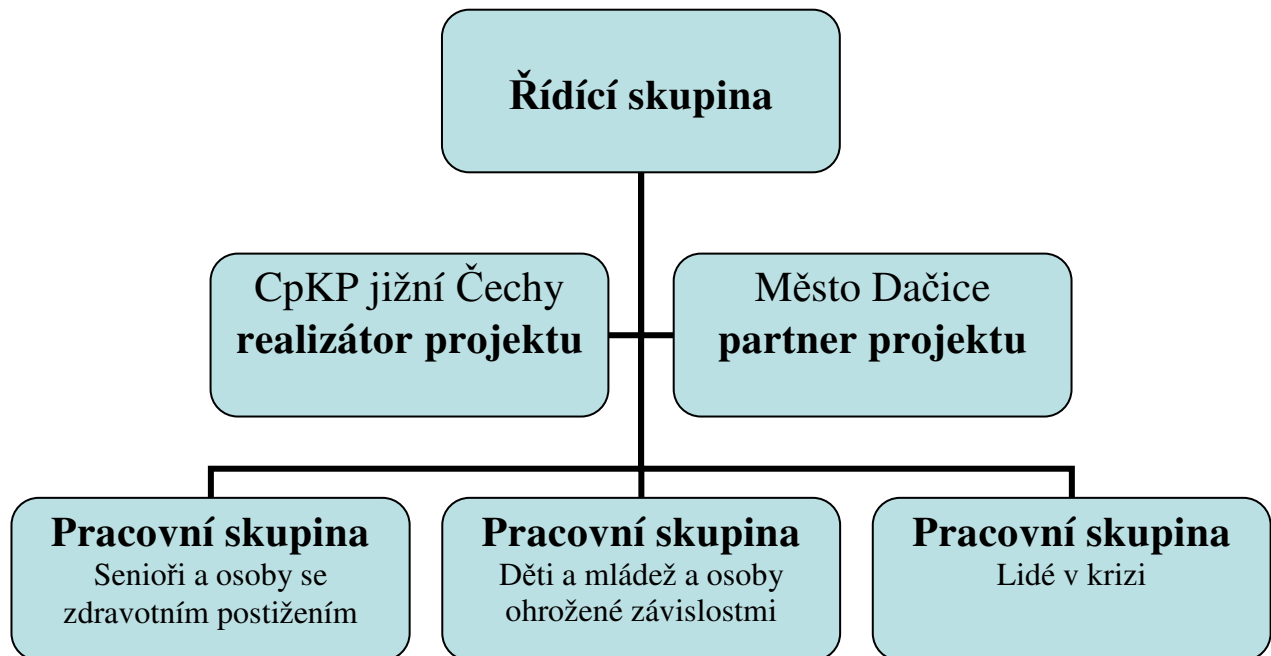 Řídící skupina
CpKP jižní Čechy
realizátor projektu
Město Dačice
partner projektu
Pracovní skupina
Senioři a osoby se
zdravotním postižením
Pracovní skupina
Děti a mládež a osoby
ohrožené závislostmi
Pracovní skupina
Lidé v krizi